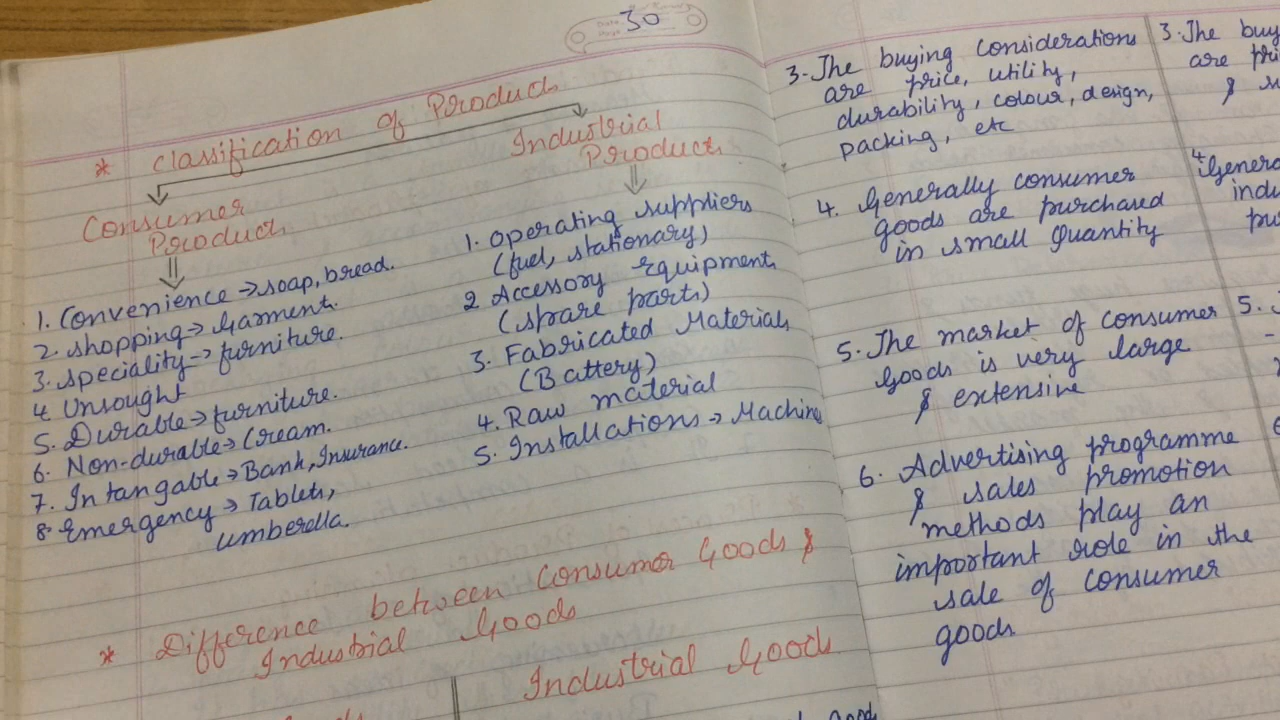 30
* Classification of Product
Consumer
Product
1. Convenience → soap, bread.
2. shopping → Garment.
3. speciality → furniture.
4. Unsought
5. Durable → furniture.
6. Non-durable → Cream.
7. Intangable → Bank, Insurance.
8. Emergency → Tablets,
umberella.
Industrial
Product
1. operating suppliers
(fuel, stationary)
2 Accessory Equipment
(spare parts)
3. Fabricated Materials
(Battery)
4. Raw material
5. Installations → Machine
* Difference between Consumer Goods &
Industrial Goods
Industrial Goods
3. The buying considerations
are price, utility,
durability, colour, design,
packing, etc
4. Generally consumer
goods are purchased
in small quantity
5. The market of consumer
Goods is very large
& extensive
6. Advertising programme
& sales promotion
methods play an
important role in the
sale of consumer
goods
3. The
are
&
4.
5.